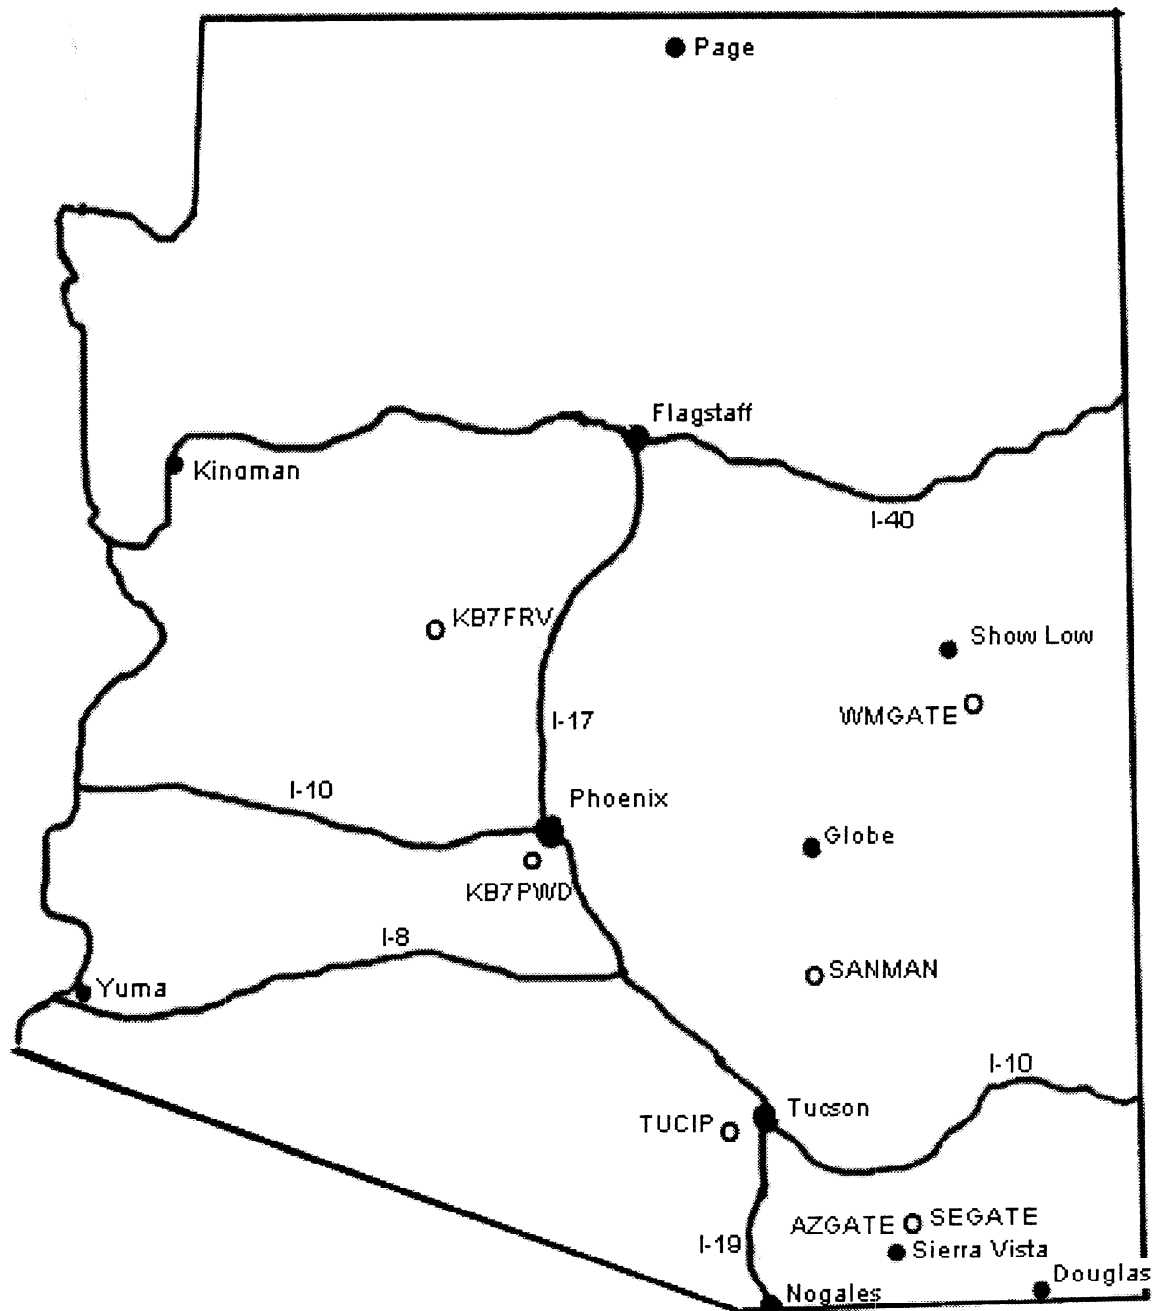 Page
Flagstaff
Kinaman
I-40
KB7FRV
Show Low
WMGATE
I-17
I-10
Phoenix
Globe
KB7PWD
I-8
SANMAN
Yuma
I-10
Tucson
TUCIP
AZGATE SEGATE
I-19
Sierra Vista
Douglas
Nogales